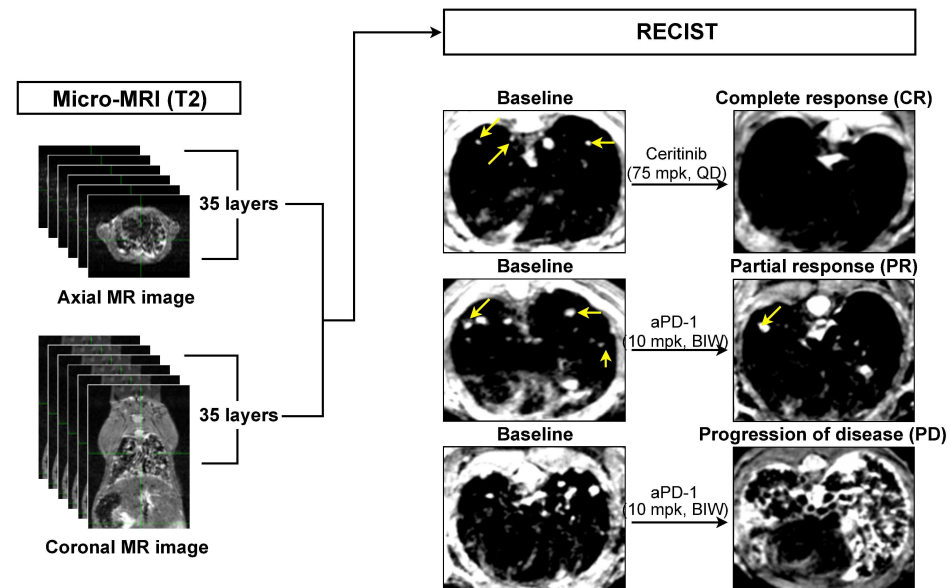 RECIST
Micro-MRI (T2)
35 layers
Axial MR image
35 layers
Coronal MR image
Baseline
Complete response (CR)
Ceritinib
(75 mpk, QD)
Baseline
Partial response (PR)
aPD-1
(10 mpk, BIW)
Baseline
Progression of disease (PD)
aPD-1
(10 mpk, BIW)